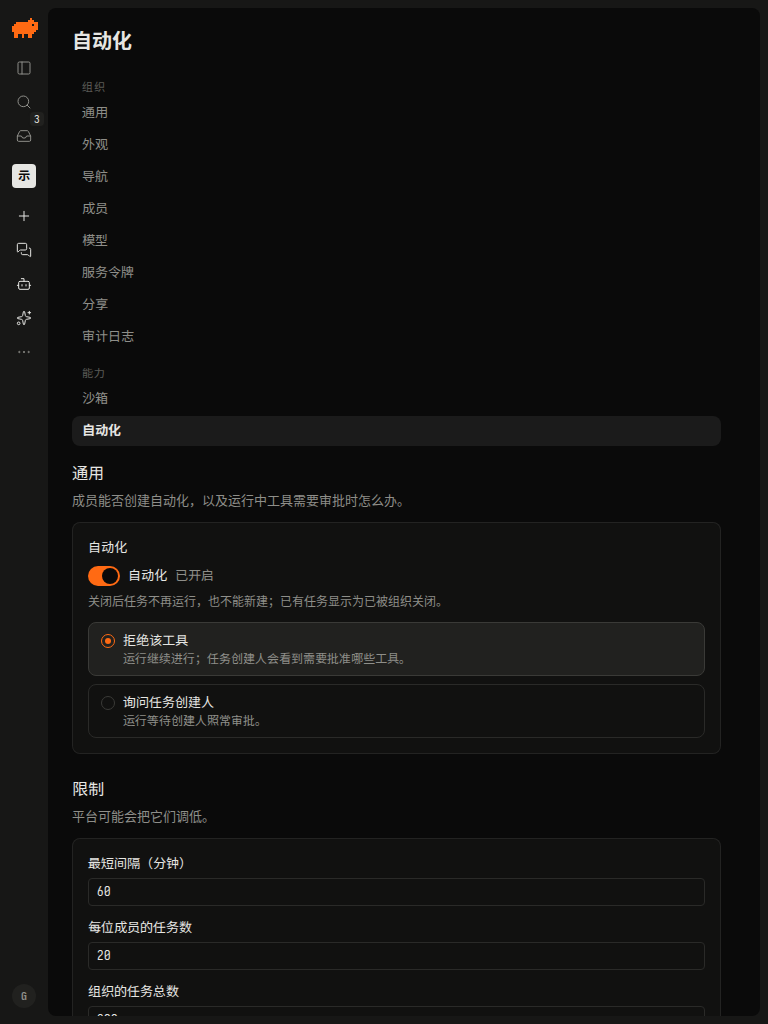 自动化
组织
通用
外观
导航
成员
模型
服务令牌
分享
审计日志
能力
沙箱
自动化
3
示
G
通用
成员能否创建自动化，以及运行中工具需要审批时怎么办。
自动化
自动化 已开启
关闭后任务不再运行，也不能新建；已有任务显示为已被组织关闭。
拒绝该工具
运行继续进行；任务创建人会看到需要批准哪些工具。
询问任务创建人
运行等待创建人照常审批。
限制
平台可能会把它们调低。
最短间隔（分钟）
60
每位成员的任务数
20
组织的任务总数